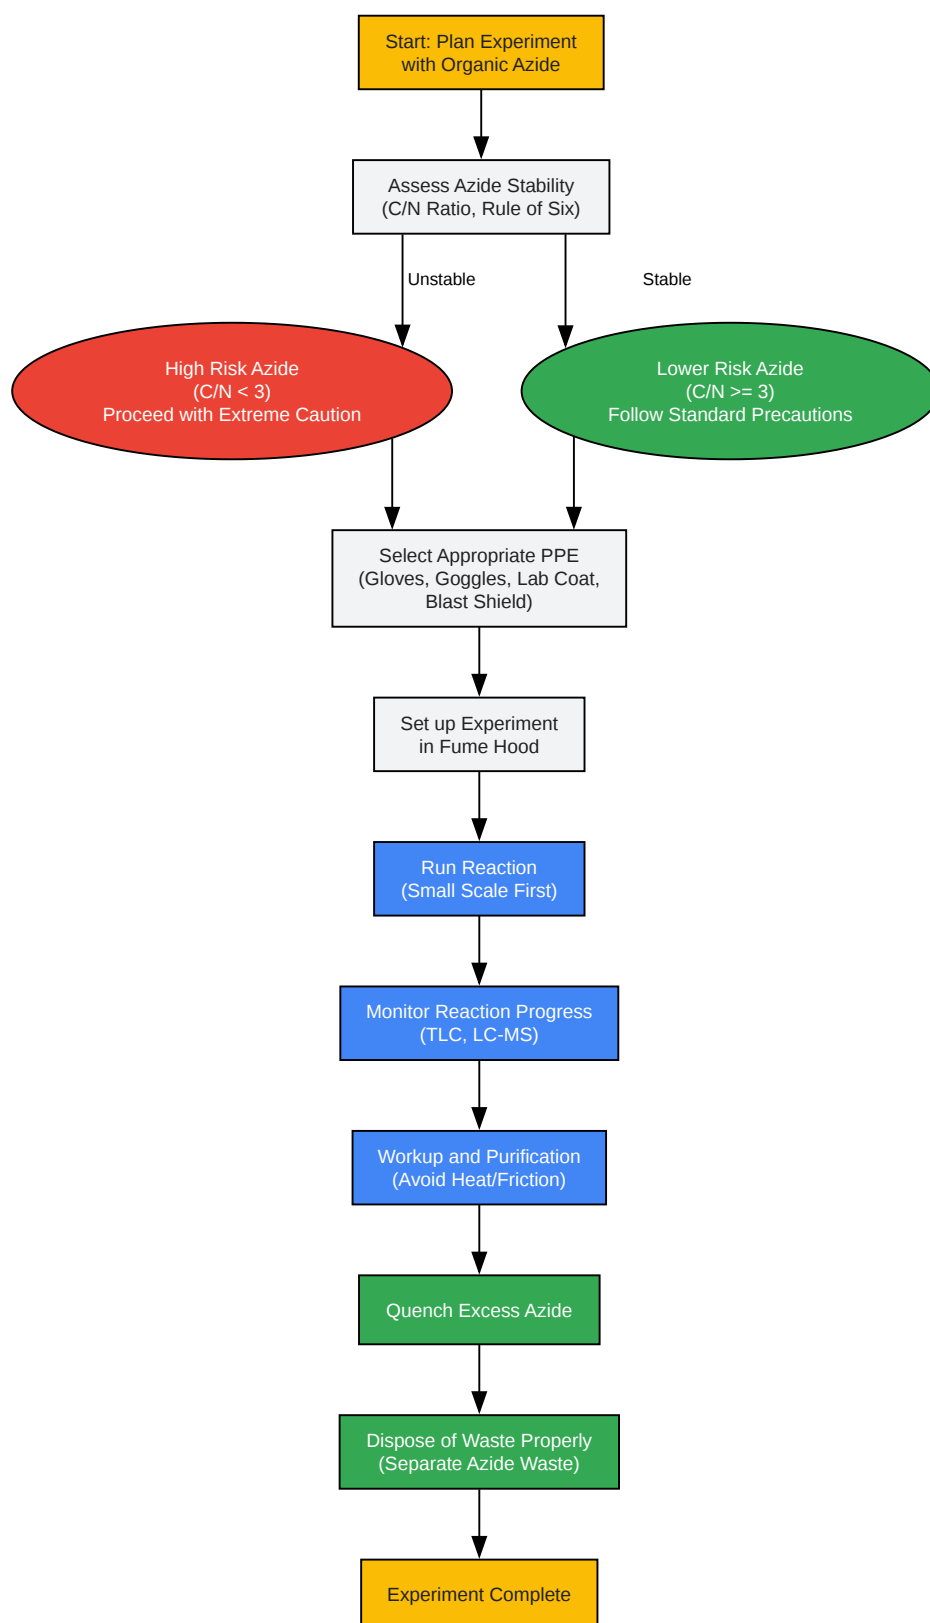 Start: Plan Experiment
with Organic Azide
Assess Azide Stability
(C/N Ratio, Rule of Six)
Unstable
Stable
High Risk Azide
(C/N < 3)
Proceed with Extreme Caution
Lower Risk Azide
(C/N >= 3)
Follow Standard Precautions
Select Appropriate PPE
(Gloves, Goggles, Lab Coat,
Blast Shield)
Set up Experiment
in Fume Hood
Run Reaction
(Small Scale First)
Monitor Reaction Progress
(TLC, LC-MS)
Workup and Purification
(Avoid Heat/Friction)
Quench Excess Azide
Dispose of Waste Properly
(Separate Azide Waste)
Experiment Complete